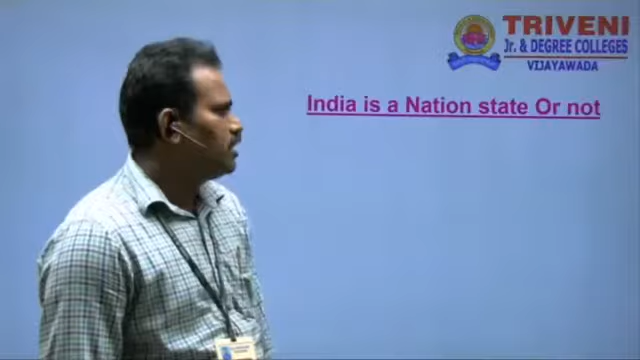 TRIVENI
Jr. & DEGREE COLLEGES
VIJAYAWADA
India is a Nation state Or not